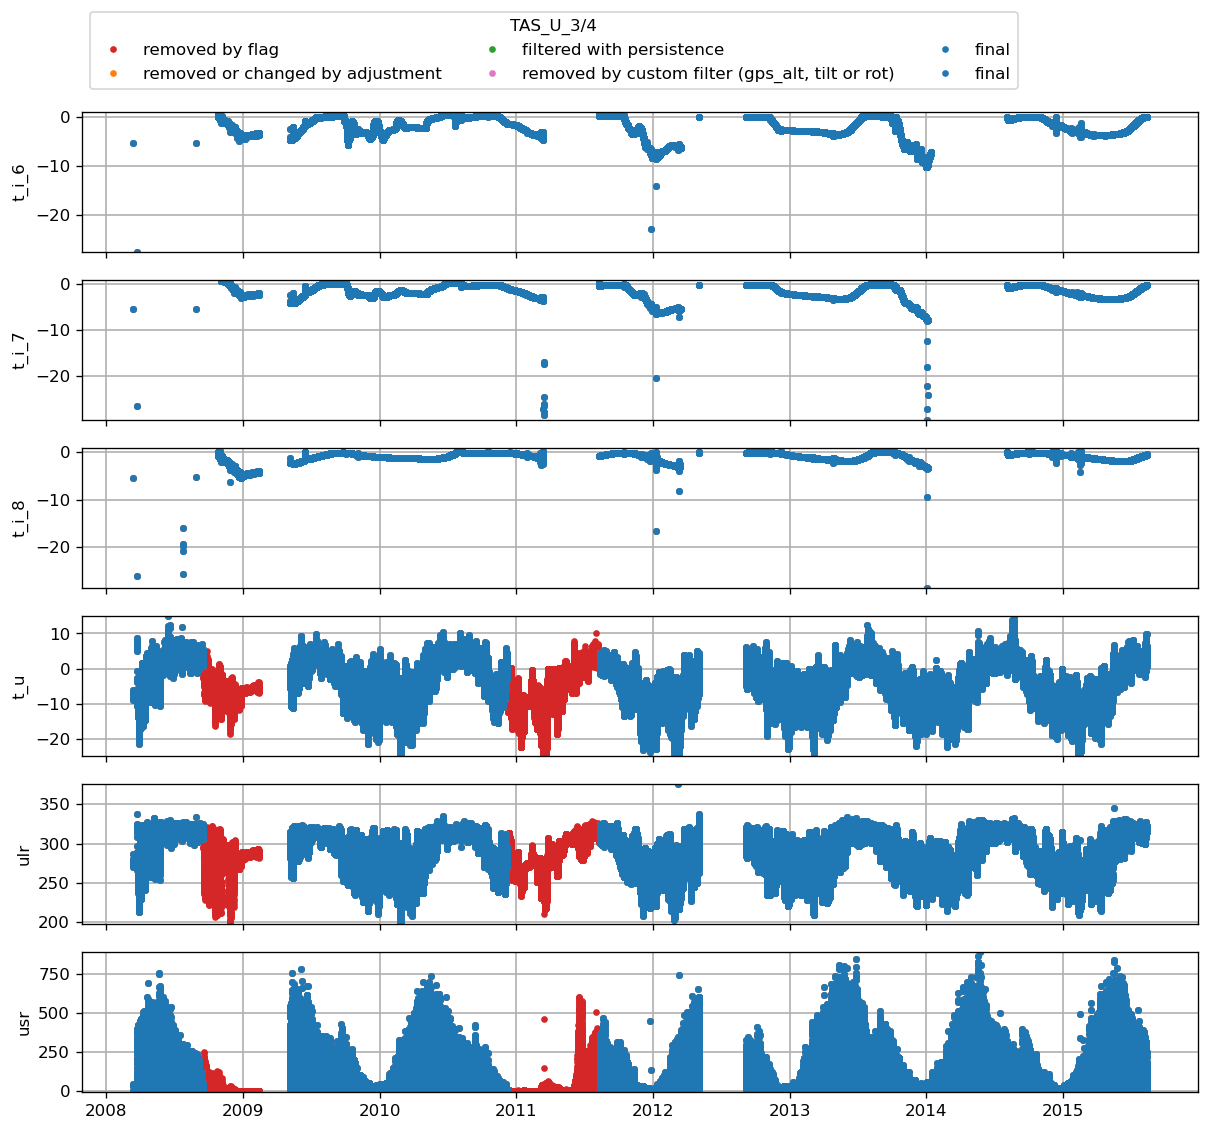 TAS_U_3/4
removed by flag
filtered with persistence
final
removed or changed by adjustment
removed by custom filter (gps_alt, tilt or rot)
final
0
−10
−20
t_i_6
0
−10
−20
t_i_7
0
−10
−20
t_i_8
10
0
−10
−20
t_u
350
300
250
200
ulr
750
500
250
0
usr
2008 2009 2010 2011 2012 2013 2014 2015